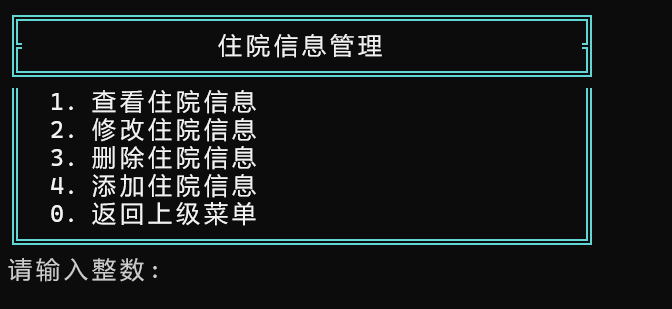 住院信息管理
1. 查看住院信息
2. 修改住院信息
3. 删除住院信息
4. 添加住院信息
0. 返回上级菜单
请输入整数: